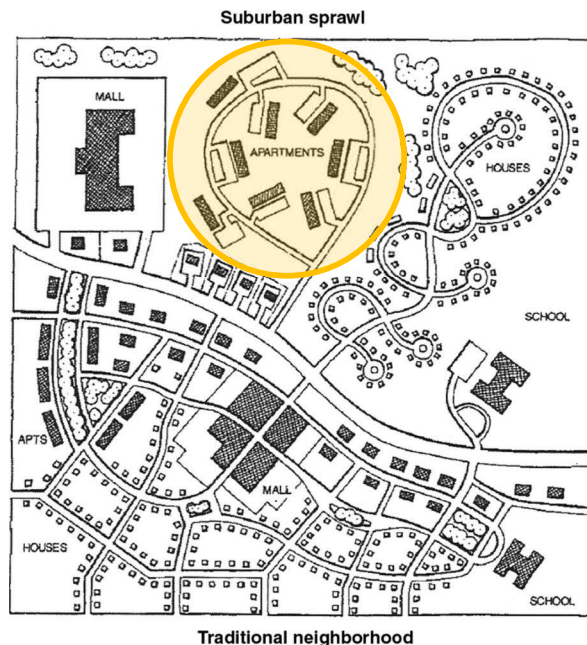 Suburban sprawl
MALL
APARTMENTS
HOUSES
SCHOOL
APTS
MALL
HOUSES
SCHOOL
Traditional neighborhood